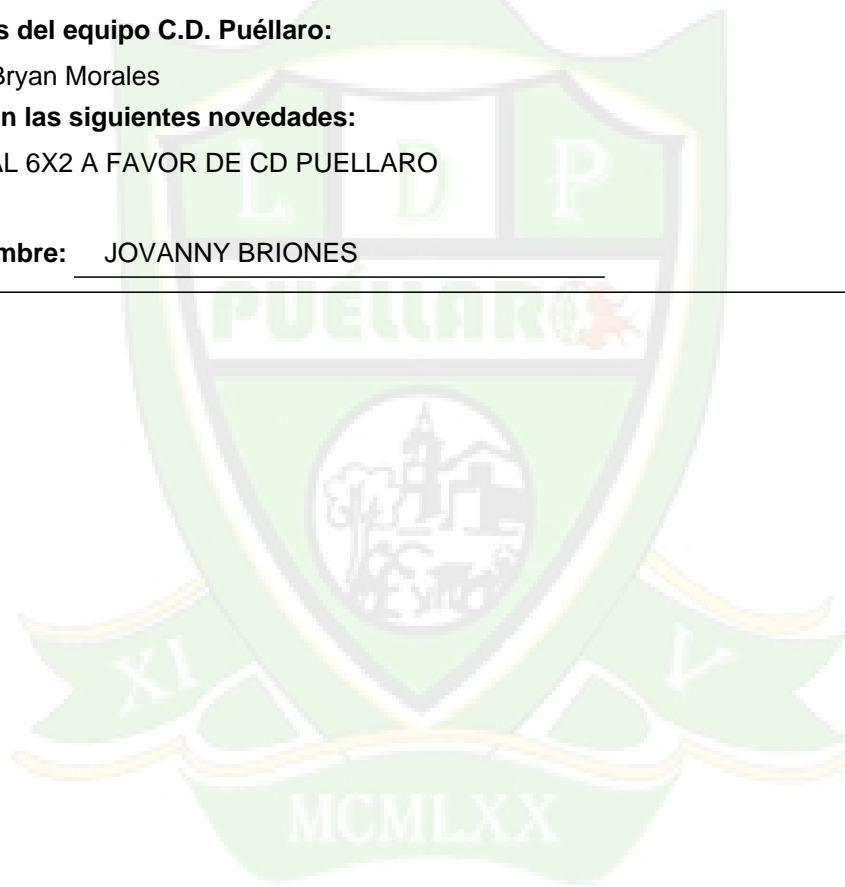 s del equipo C.D. Puéllaro:
Bryan Morales
n las siguientes novedades:
AL 6X2 A FAVOR DE CD PUELLARO
mbre: JOVANNY BRIONES
L D P
PUÉLLARO
XI V
MCMLXX